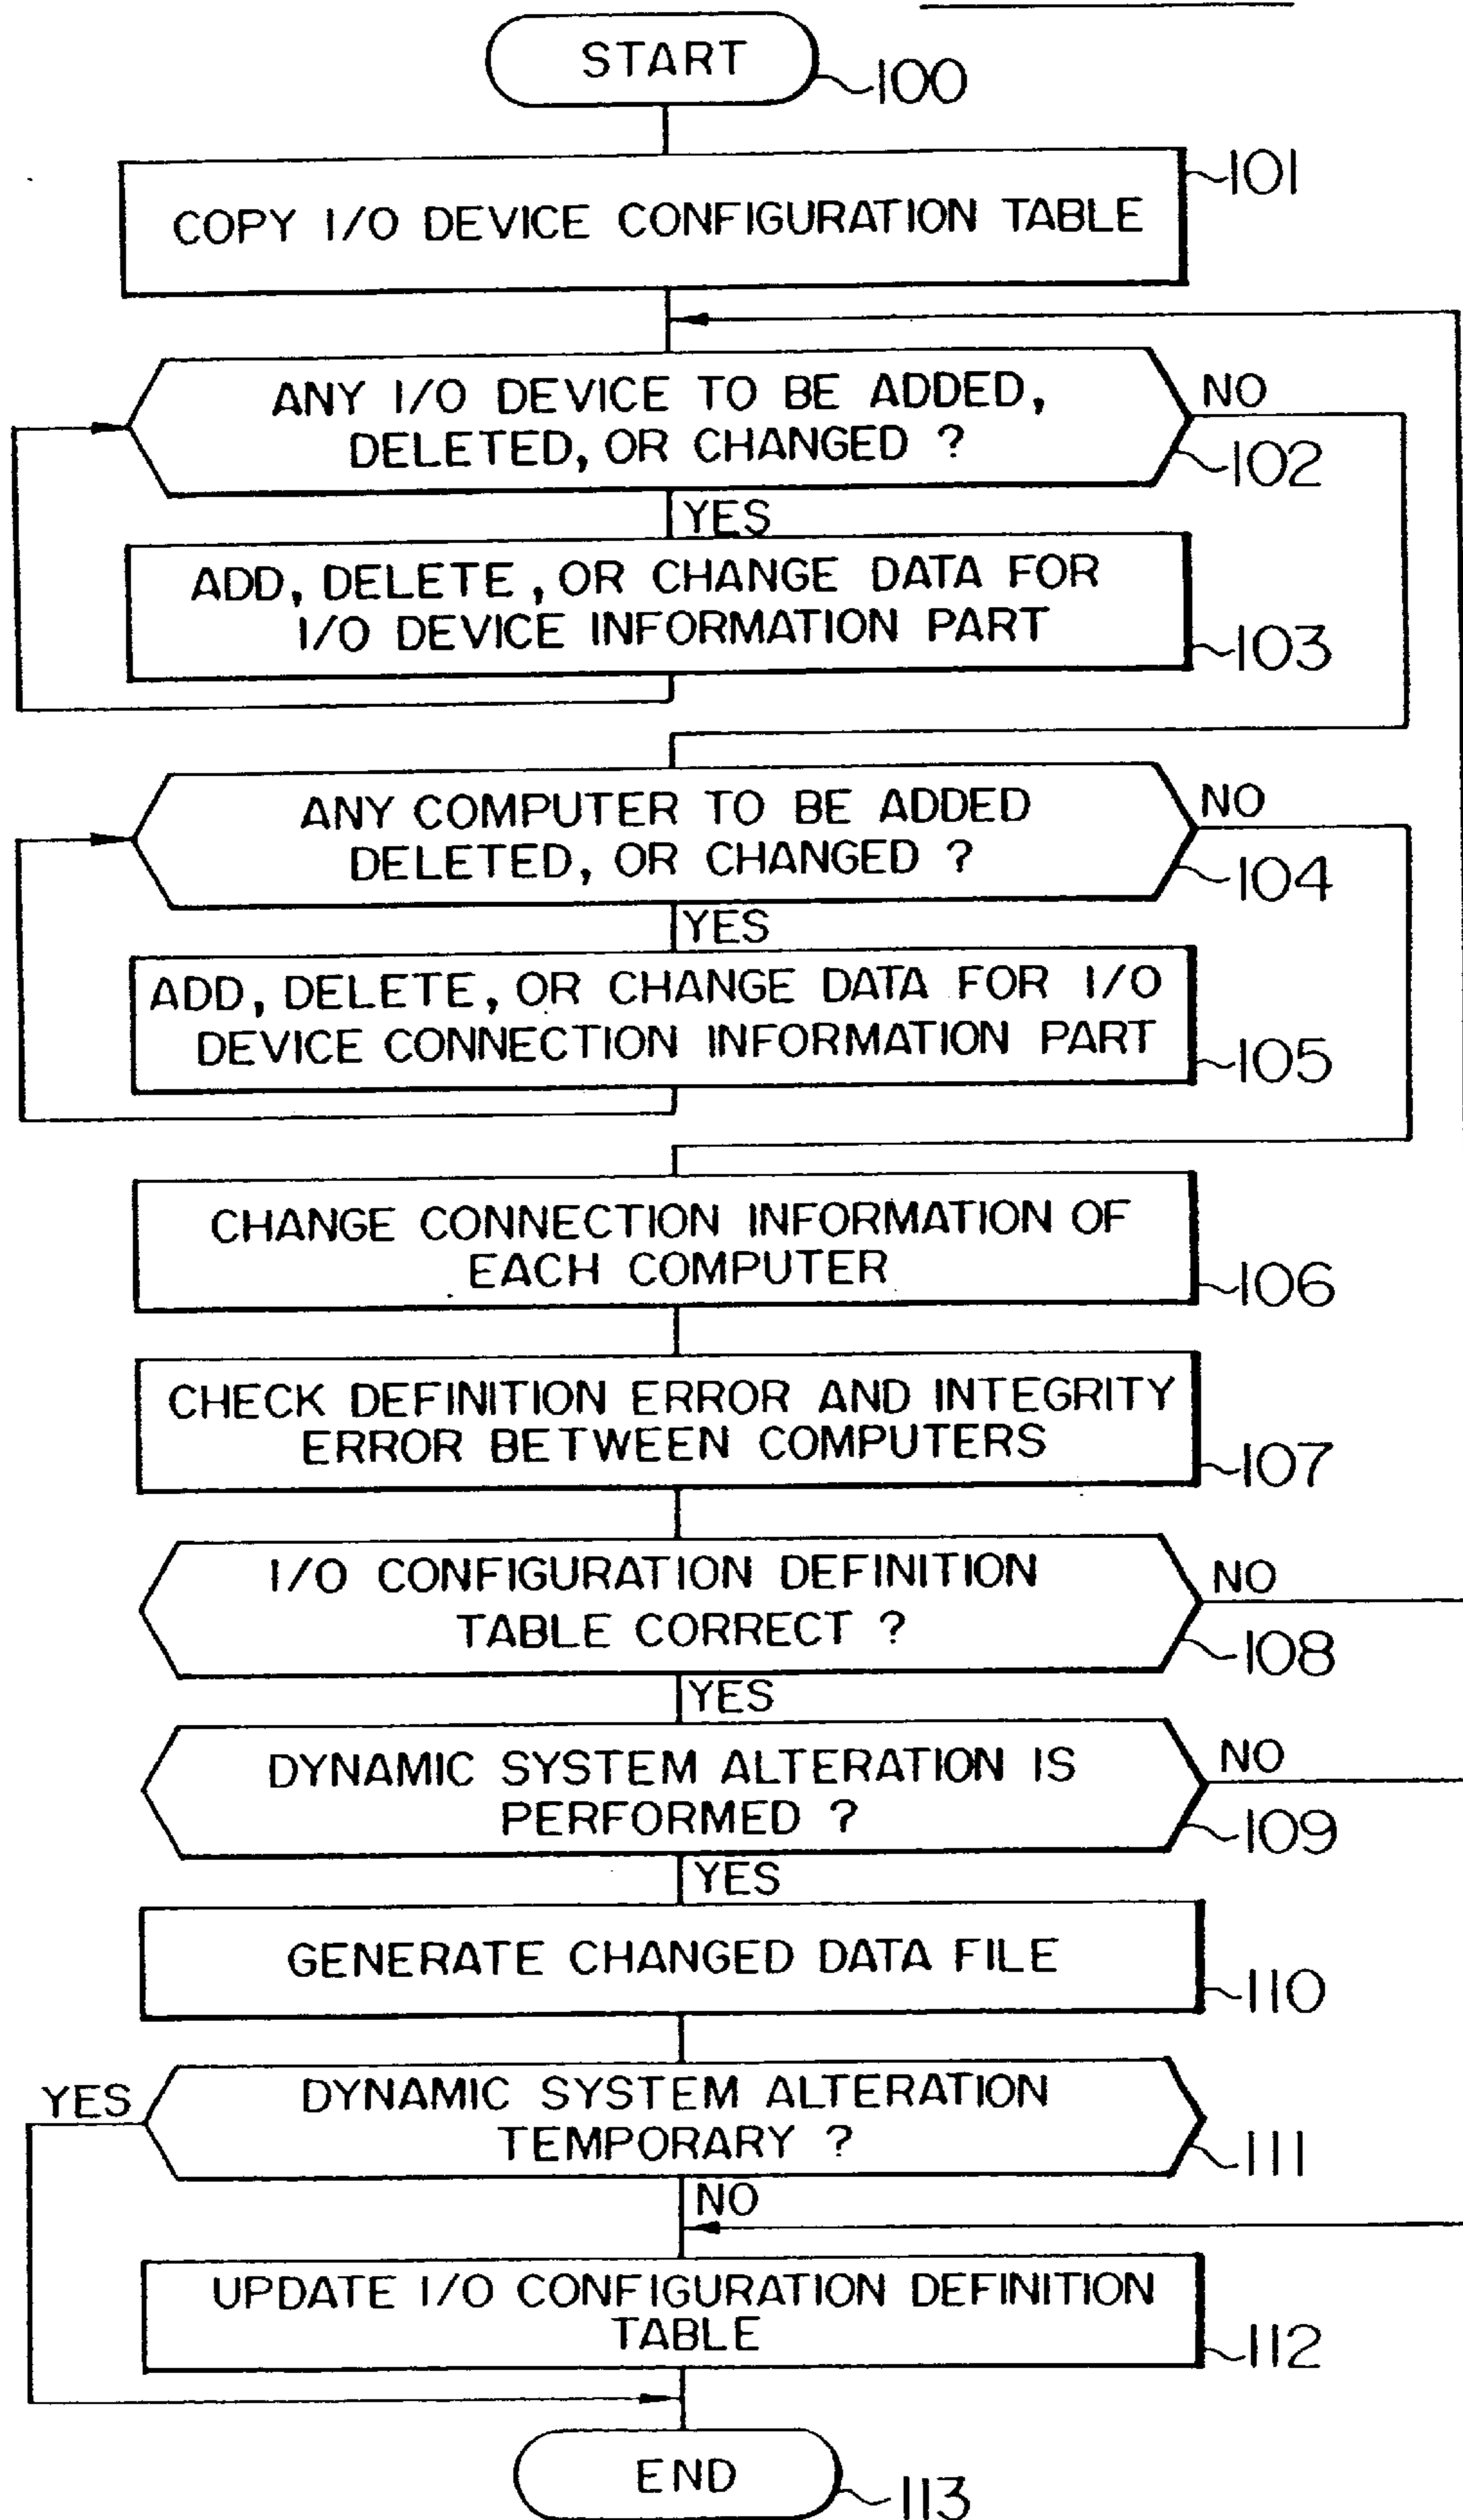 START
100
COPY I/O DEVICE CONFIGURATION TABLE
101
ANY I/O DEVICE TO BE ADDED,
DELETED, OR CHANGED ?
NO
102
YES
ADD, DELETE, OR CHANGE DATA FOR
I/O DEVICE INFORMATION PART
103
ANY COMPUTER TO BE ADDED
DELETED, OR CHANGED ?
NO
104
YES
ADD, DELETE, OR CHANGE DATA FOR I/O
DEVICE CONNECTION INFORMATION PART
105
CHANGE CONNECTION INFORMATION OF
EACH COMPUTER
106
CHECK DEFINITION ERROR AND INTEGRITY
ERROR BETWEEN COMPUTERS
107
I/O CONFIGURATION DEFINITION
TABLE CORRECT ?
NO
108
YES
DYNAMIC SYSTEM ALTERATION IS
PERFORMED ?
NO
109
YES
GENERATE CHANGED DATA FILE
110
YES
DYNAMIC SYSTEM ALTERATION
TEMPORARY ?
111
NO
UPDATE I/O CONFIGURATION DEFINITION
TABLE
112
END
113